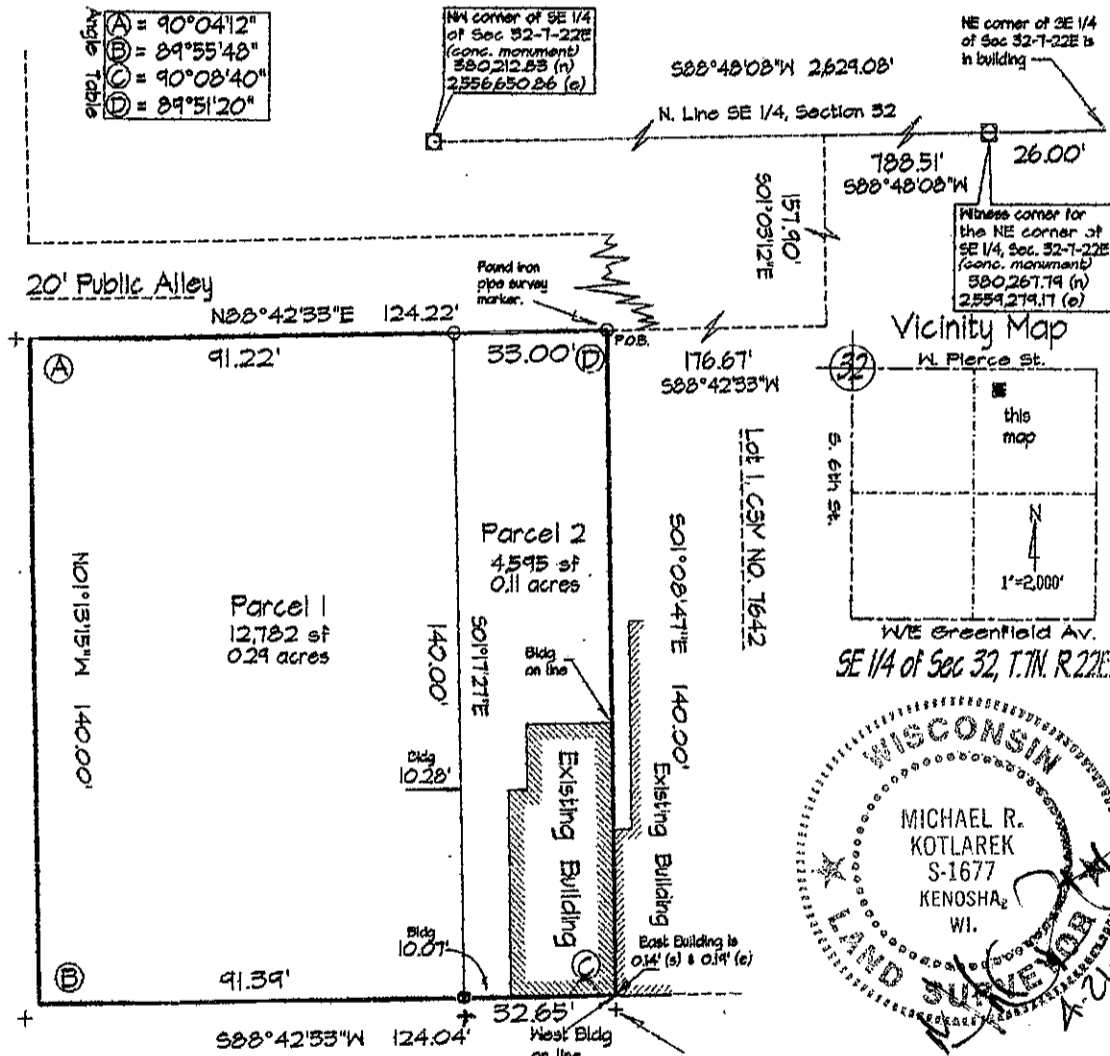 Angle Table
A = 90°04'12"
B = 89°55'48"
C = 90°08'40"
D = 89°51'20"
NW corner of SE 1/4
of Sec 32-7-22E
(conc. monument)
380,212.83 (n)
2,556,650.86 (e)
S88°48'08"W 2,629.08'
N. Line SE 1/4, Section 32
NE corner of SE 1/4
of Sec 32-7-22E is
in building
788.51'
S88°48'08"W
26.00'
157.90'
S01°03'12"E
Witness corner for
the NE corner of
SE 1/4, Sec. 32-7-22E
(conc. monument)
380,267.79 (n)
2,559,279.17 (e)
20' Public Alley
Found iron
pipe survey
marker.
N88°42'33"E 124.22'
A
91.22'
33.00'
D
P.O.B.
176.67'
S88°42'33"W
Vicinity Map
W. Pierce St.
32
this
map
S. 6th St.
N
1"=2,000'
W/E Greenfield Av.
SE 1/4 of Sec 32, T.7N. R.22E.
Lot 1, CSM NO. 7642
Parcel 1
12,782 sf
0.29 acres
Parcel 2
4,595 sf
0.11 acres
N01°13'15"W 140.00'
140.00'
S01°17'27"E
S01°08'47"E 140.00'
Bldg
on line
Bldg
10.28'
Existing Building
Existing Building
Bldg
10.07'
C
East Building is
0.14' (s) & 0.19' (e)
B
91.39'
32.65'
West Bldg
on line
S88°42'33"W 124.04'
WISCONSIN
MICHAEL R.
KOTLAREK
S-1677
KENOSHA,
WI.
LAND SURVEYOR